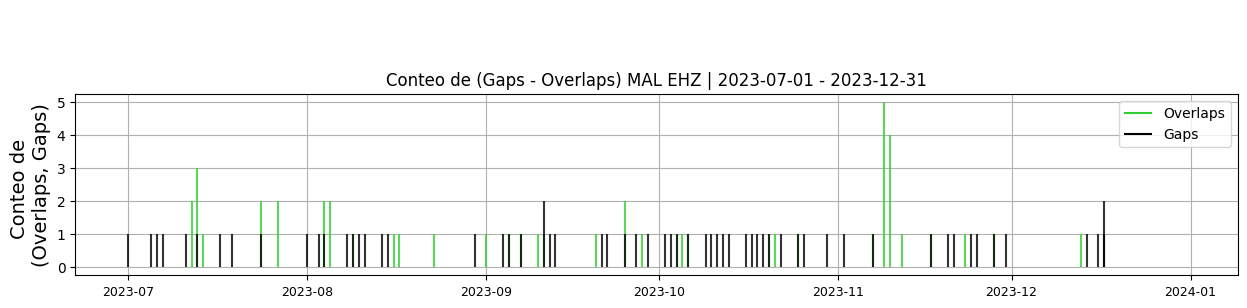 Conteo de (Gaps - Overlaps) MAL EHZ | 2023-07-01 - 2023-12-31
Conteo de
(Overlaps, Gaps)
5
4
3
2
1
0
Overlaps
Gaps
2023-07
2023-08
2023-09
2023-10
2023-11
2023-12
2024-01